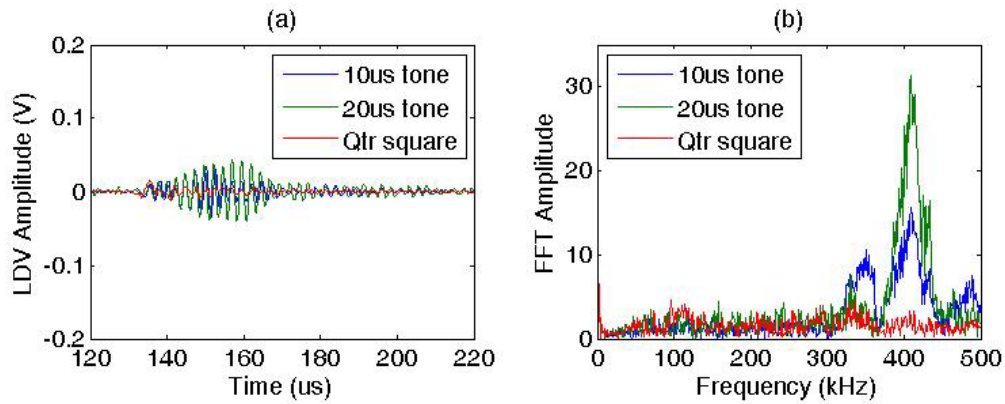 (a)
LDV Amplitude (V)
0.2
0.1
0
-0.1
-0.2
10us tone
20us tone
Qtr square
120 140 160 180 200 220
Time (us)
(b)
FFT Amplitude
30
20
10
0
10us tone
20us tone
Qtr square
0 100 200 300 400 500
Frequency (kHz)